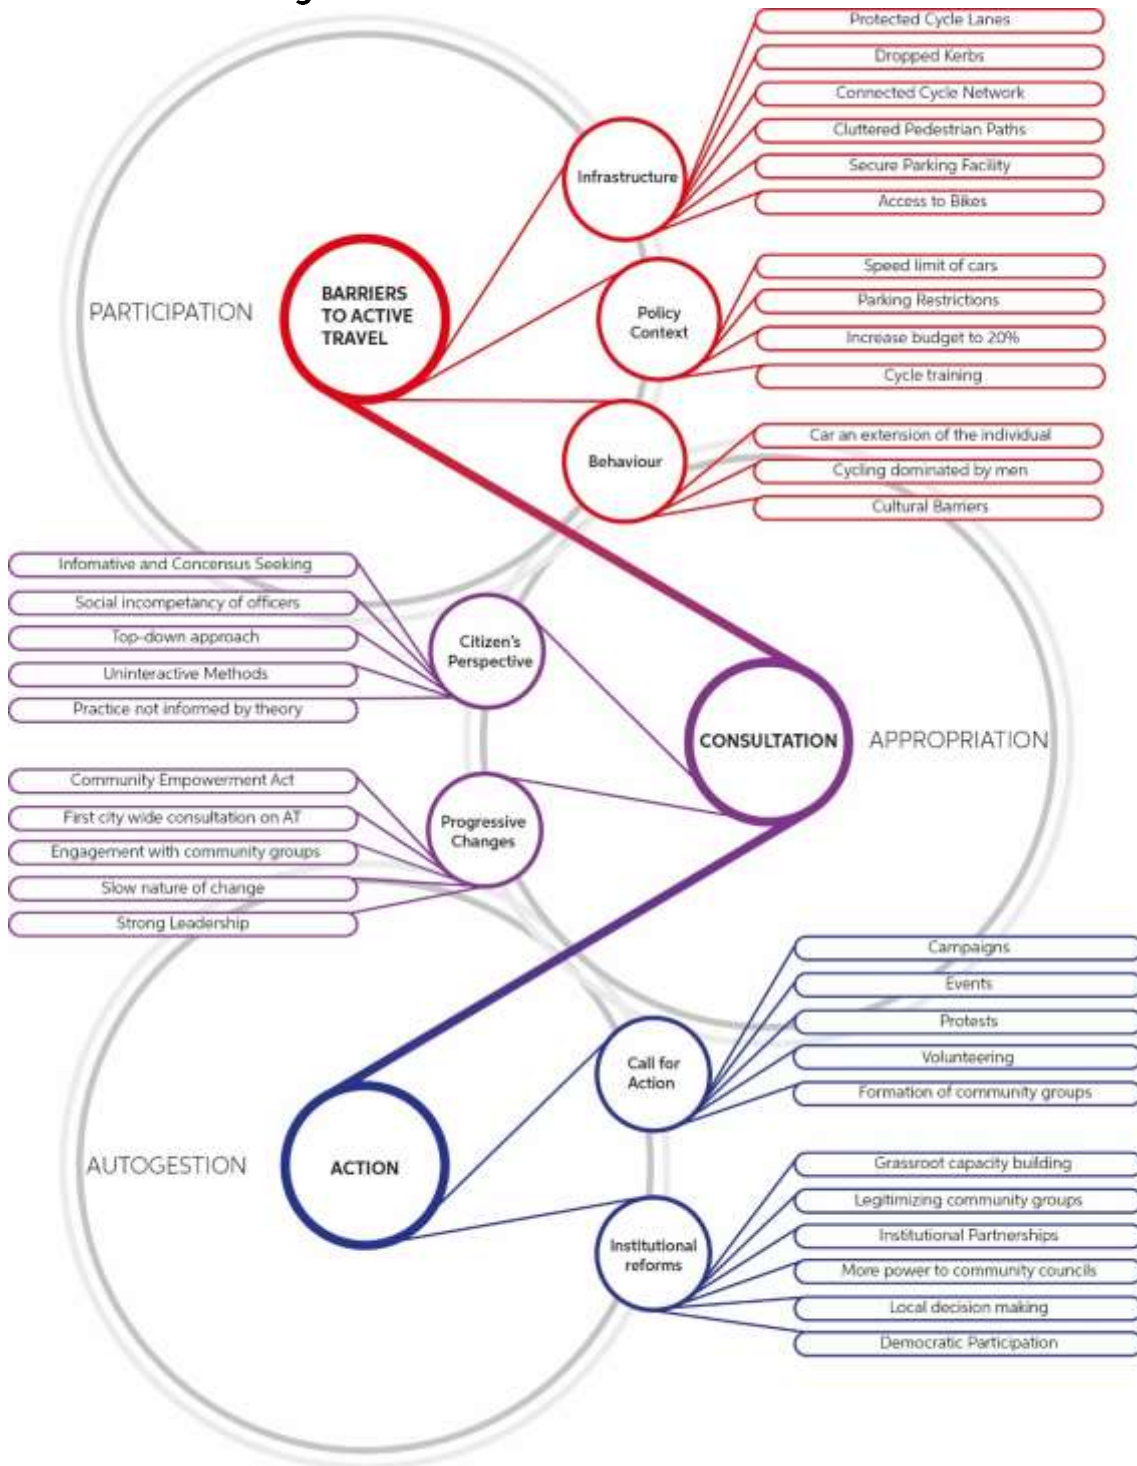 Protected Cycle Lanes
Dropped Kerbs
Connected Cycle Network
Cluttered Pedestrian Paths
Secure Parking Facility
Access to Bikes
Infrastructure
PARTICIPATION
BARRIERS
TO ACTIVE
TRAVEL
Policy
Context
Speed limit of cars
Parking Restrictions
Increase budget to 20%
Cycle training
Behaviour
Car an extension of the individual
Cycling dominated by men
Cultural Barriers
Infomative and Concensus Seeking
Social incompetancy of officers
Top-down approach
Uninteractive Methods
Practice not informed by theory
Citizen's
Perspective
CONSULTATION
APPROPRIATION
Community Empowerment Act
First city wide consultation on AT
Engagement with community groups
Slow nature of change
Strong Leadership
Progressive
Changes
Campaigns
Events
Protests
Volunteering
Formation of community groups
Call for
Action
AUTOGESTION
ACTION
Grassroot capacity building
Legitimizing community groups
Institutional Partnerships
More power to community councils
Local decision making
Democratic Participation
Institutional
reforms